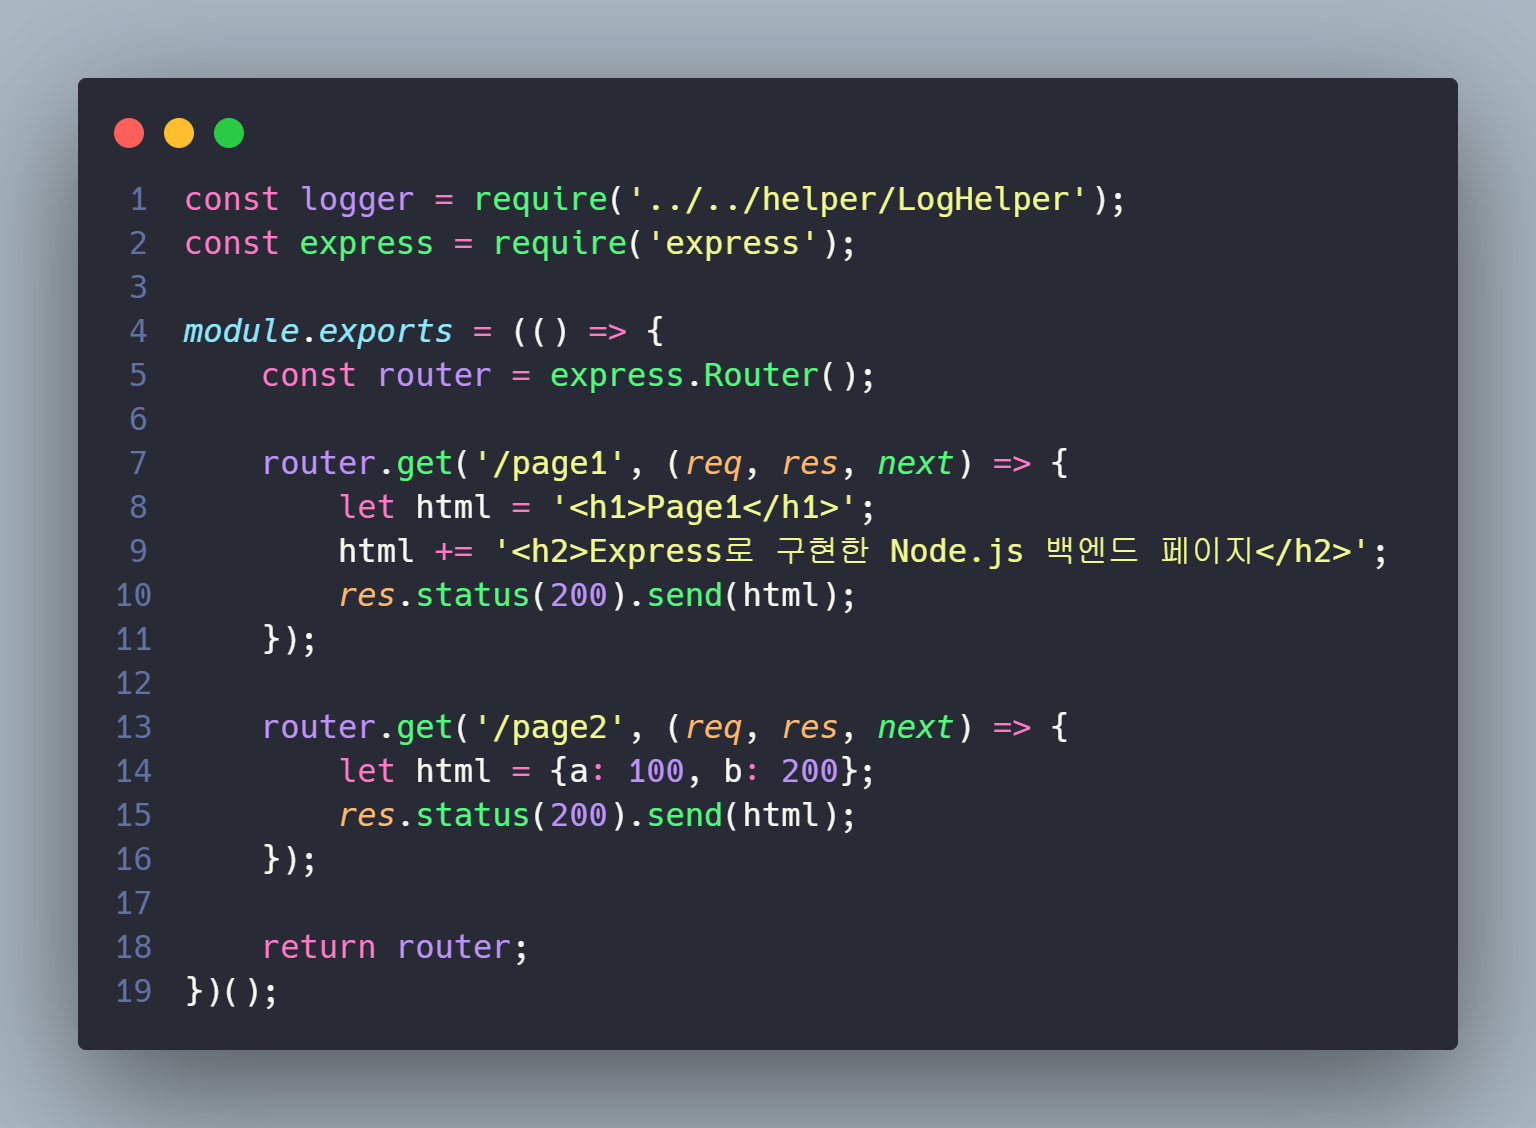 1 const logger = require('../../helper/LogHelper');
2 const express = require('express');
3
4 module.exports = (() => {
5     const router = express.Router();
6
7     router.get('/page1', (req, res, next) => {
8         let html = '<h1>Page1</h1>';
9         html += '<h2>Express로 구현한 Node.js 백엔드 페이지</h2>';
10         res.status(200).send(html);
11     });
12
13     router.get('/page2', (req, res, next) => {
14         let html = {a: 100, b: 200};
15         res.status(200).send(html);
16     });
17
18     return router;
19 })();